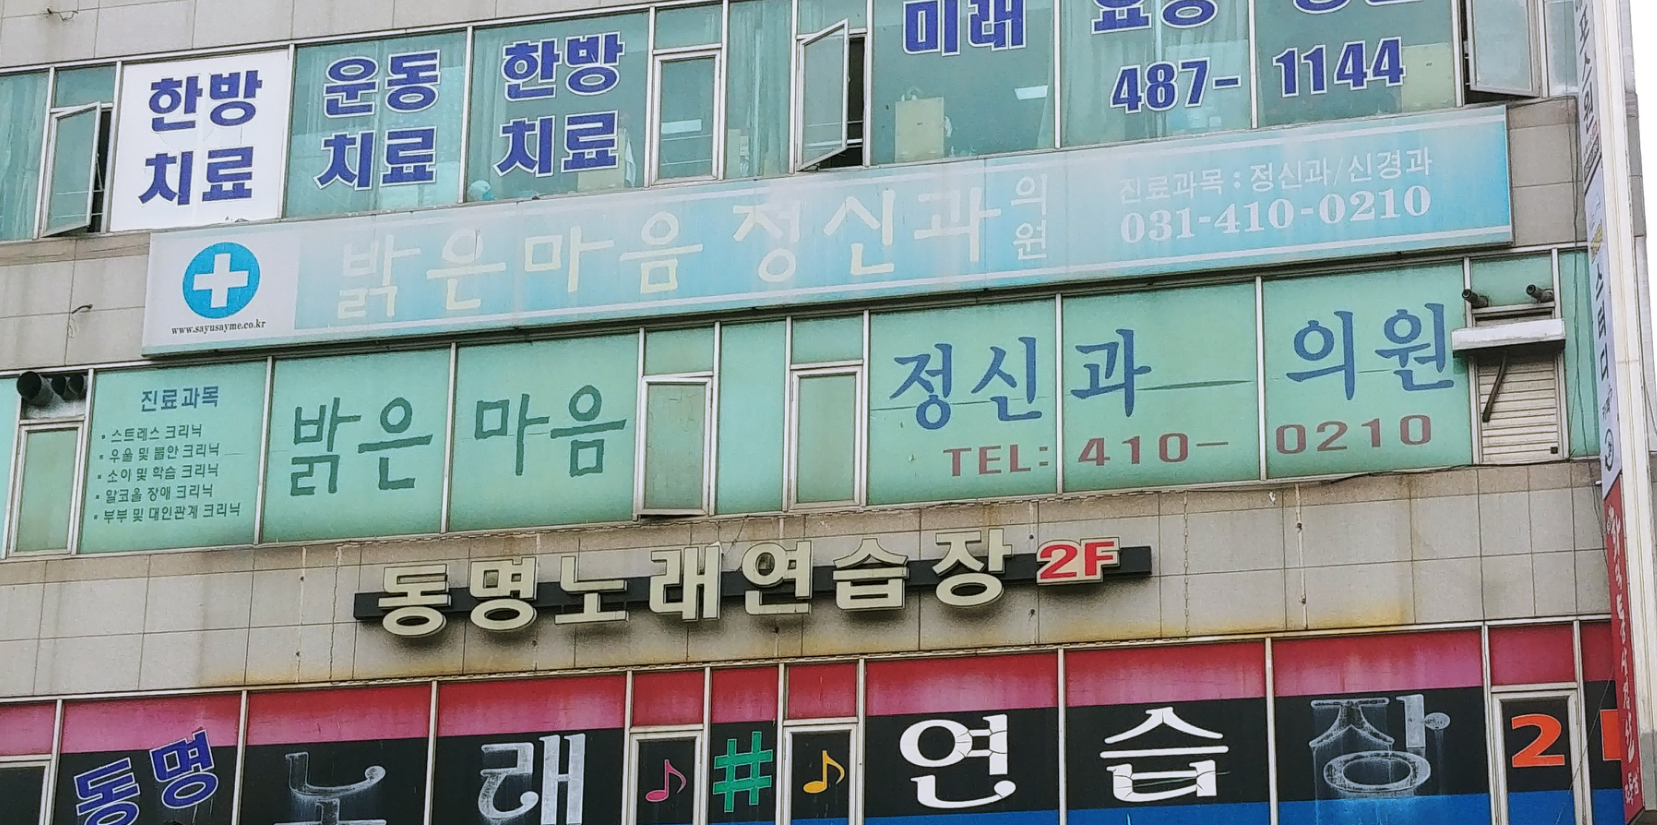 한방
치료
운동
치료
한방
치료
미래
487- 1144
www.sayusayme.co.kr
밝은마음 정신과 의원
진료과목 : 정신과/신경과
031-410-0210
진료과목
• 스트레스 크리닉
• 우울 및 불안 크리닉
• 소아 및 학습 크리닉
• 알코올 장애 크리닉
• 부부 및 대인관계 크리닉
밝은 마음
정신과 의원
TEL: 410- 0210
동명노래연습장 2F
동명
노래
♪ # ♪
연습장
2